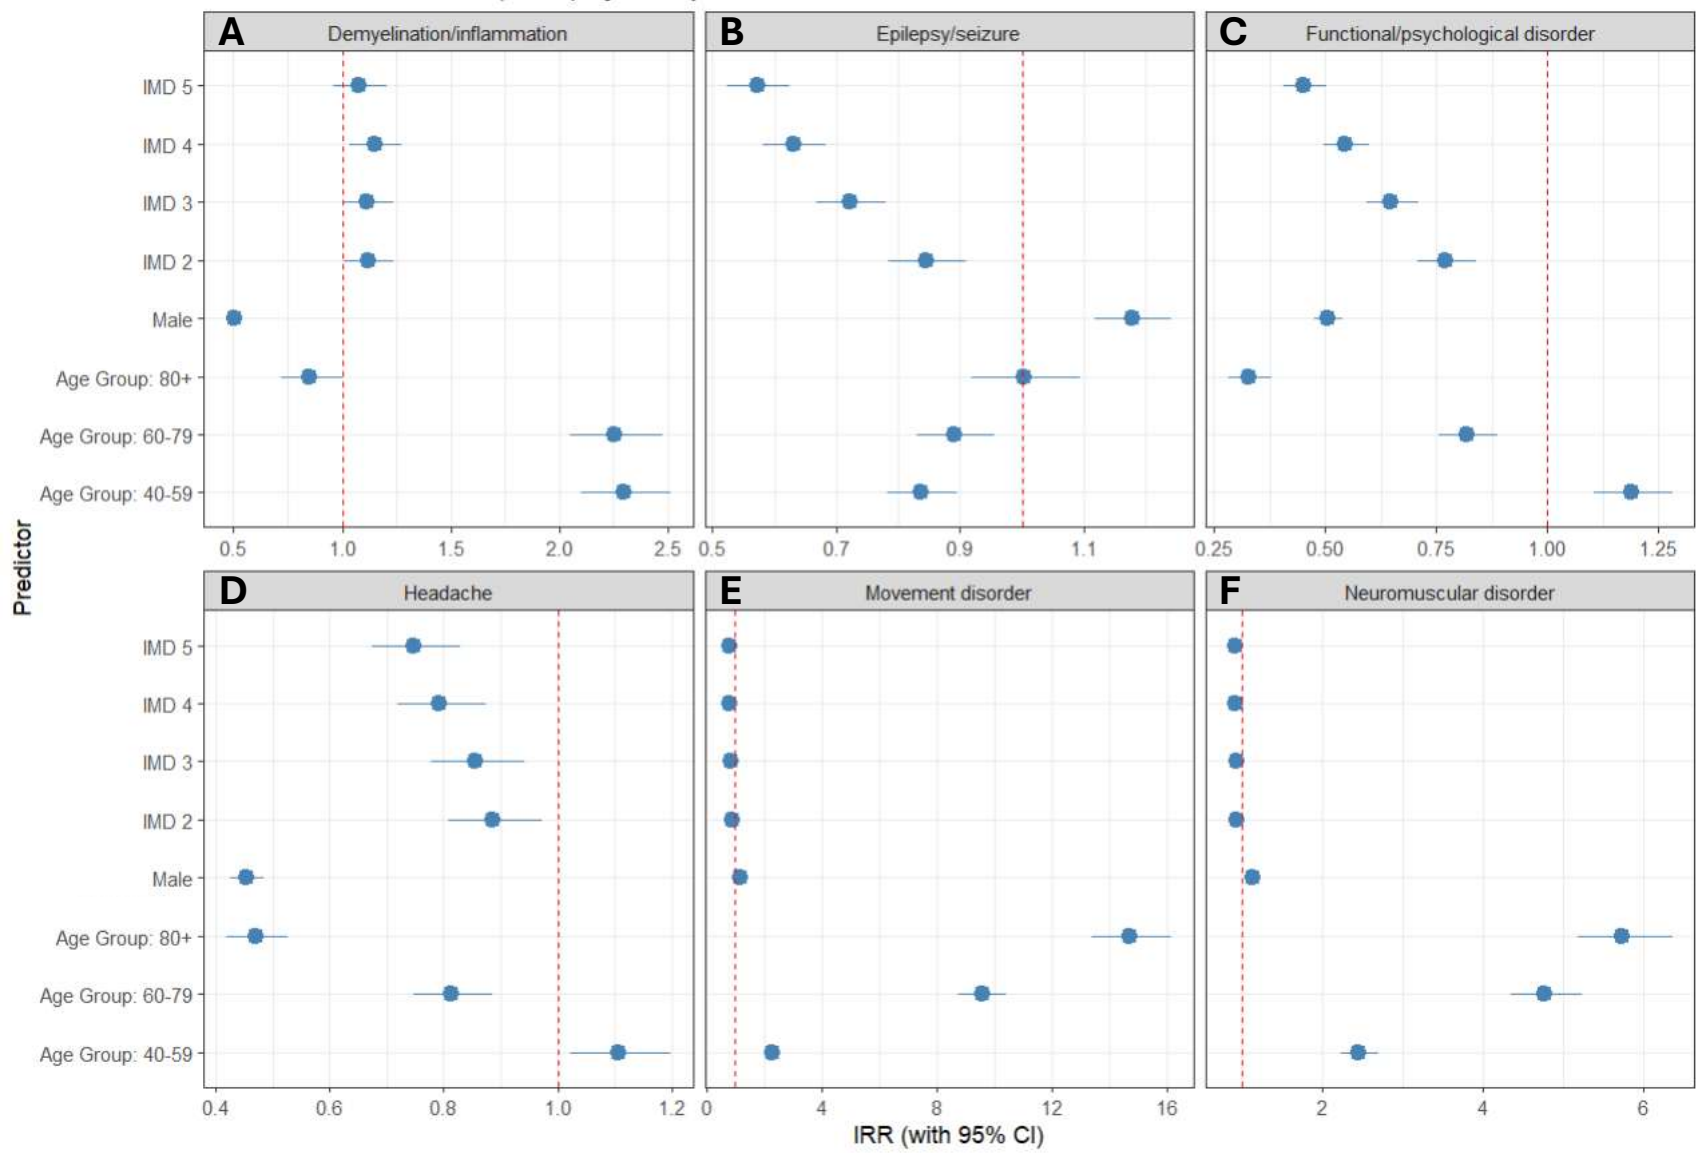 A Demyelination/inflammation B Epilepsy/seizure C Functional/psychological disorder
IMD 5
IMD 4
IMD 3
IMD 2
Male
Age Group: 80+
Age Group: 60-79
Age Group: 40-59
0.5 1.0 1.5 2.0 2.5 0.5 0.7 0.9 1.1 0.25 0.50 0.75 1.00 1.25
Predictor
D Headache E Movement disorder F Neuromuscular disorder
IMD 5
IMD 4
IMD 3
IMD 2
Male
Age Group: 80+
Age Group: 60-79
Age Group: 40-59
0.4 0.6 0.8 1.0 1.2 0 4 8 12 16 2 4 6
IRR (with 95% CI)